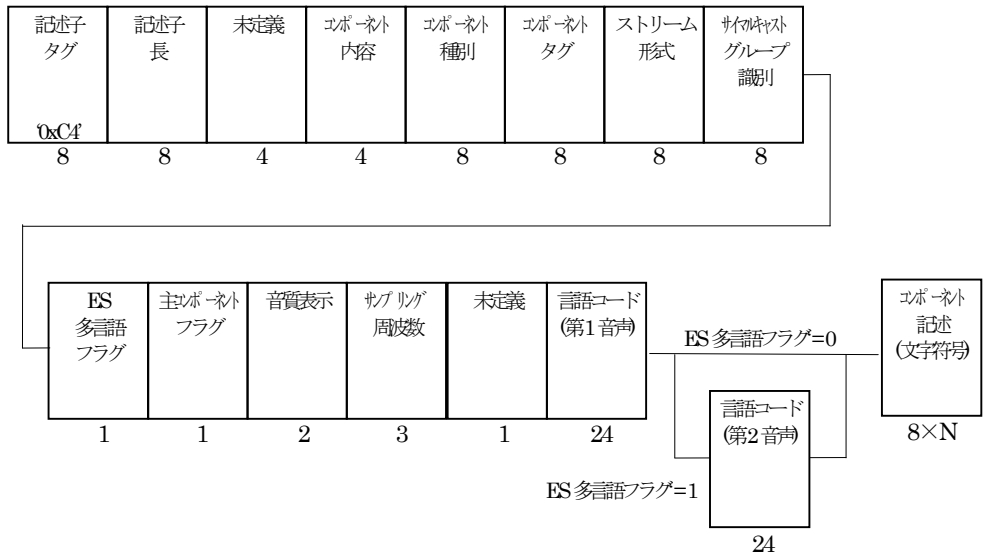 記述子
タグ
'0xC4'
8
記述子
長
8
未定義
4
コンポーネント
内容
4
コンポーネント
種別
8
コンポーネント
タグ
8
ストリーム
形式
8
サイマルキャスト
グループ
識別
8
ES
多言語
フラグ
1
主コンポーネント
フラグ
1
音質表示
2
サンプリング
周波数
3
未定義
1
言語コード
(第1音声)
24
ES多言語フラグ=0
ES多言語フラグ=1
言語コード
(第2音声)
24
コンポーネント
記述
(文字符号)
8×N